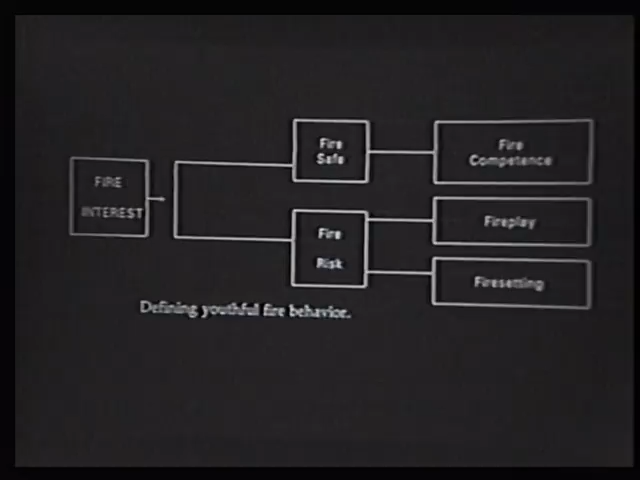 FIRE
INTEREST
Fire
Safe
Fire
Competence
Fire
Risk
Fireplay
Firesetting
Defining youthful fire behavior.